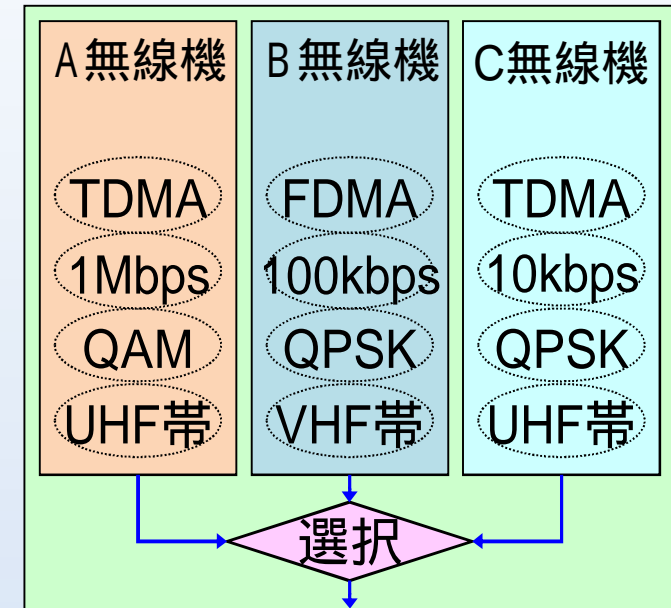 A無線機
TDMA
1Mbps
QAM
UHF帯
B無線機
FDMA
100kbps
QPSK
VHF帯
C無線機
TDMA
10kbps
QPSK
UHF帯
選択